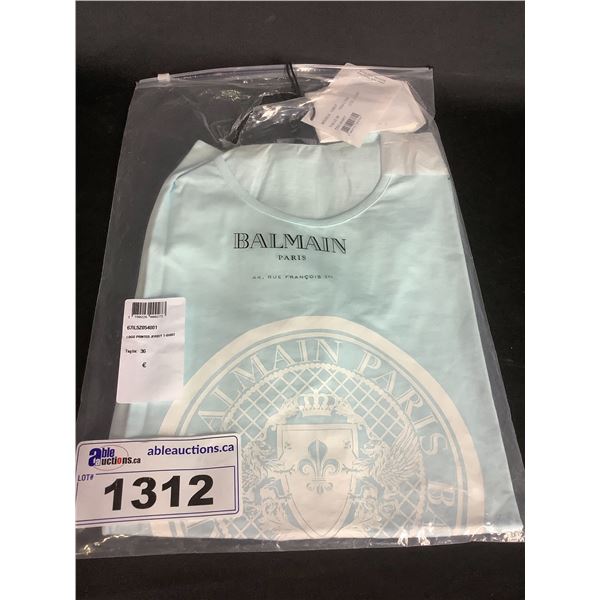 BALMAIN
PARIS
44, RUE FRANÇOIS 1er
67IL5Z054001
LOGO PRINTED JERSEY T-SHIRT
Taglia: 36
€
BALMAIN PARIS B
able auctions.ca
ableauctions.ca
LOT#
1312